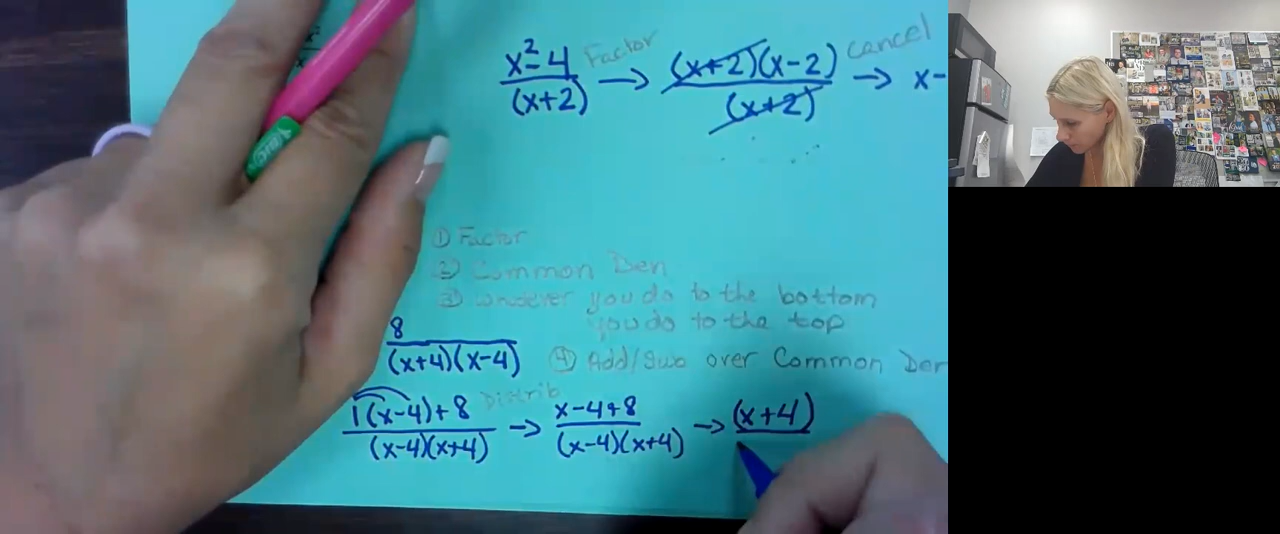 x²-4/(x+2) Factor → (x+2)(x-2)/(x+2) Cancel → x-
① Factor
② Common Den
③ Whatever you do to the bottom
you do to the top
8/(x+4)(x-4) ④ Add/Sub over Common Den
1(x-4)+8/(x-4)(x+4) Distrib → x-4+8/(x-4)(x+4) → (x+4)